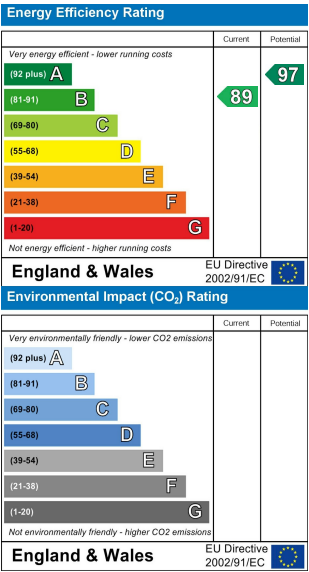 Energy Efficiency Rating
Current Potential
Very energy efficient - lower running costs
(92 plus) A 97
(81-91) B 89
(69-80) C
(55-68) D
(39-54) E
(21-38) F
(1-20) G
Not energy efficient - higher running costs
England & Wales EU Directive 2002/91/EC
Environmental Impact (CO₂) Rating
Current Potential
Very environmentally friendly - lower CO2 emissions
(92 plus) A
(81-91) B
(69-80) C
(55-68) D
(39-54) E
(21-38) F
(1-20) G
Not environmentally friendly - higher CO2 emissions
England & Wales EU Directive 2002/91/EC